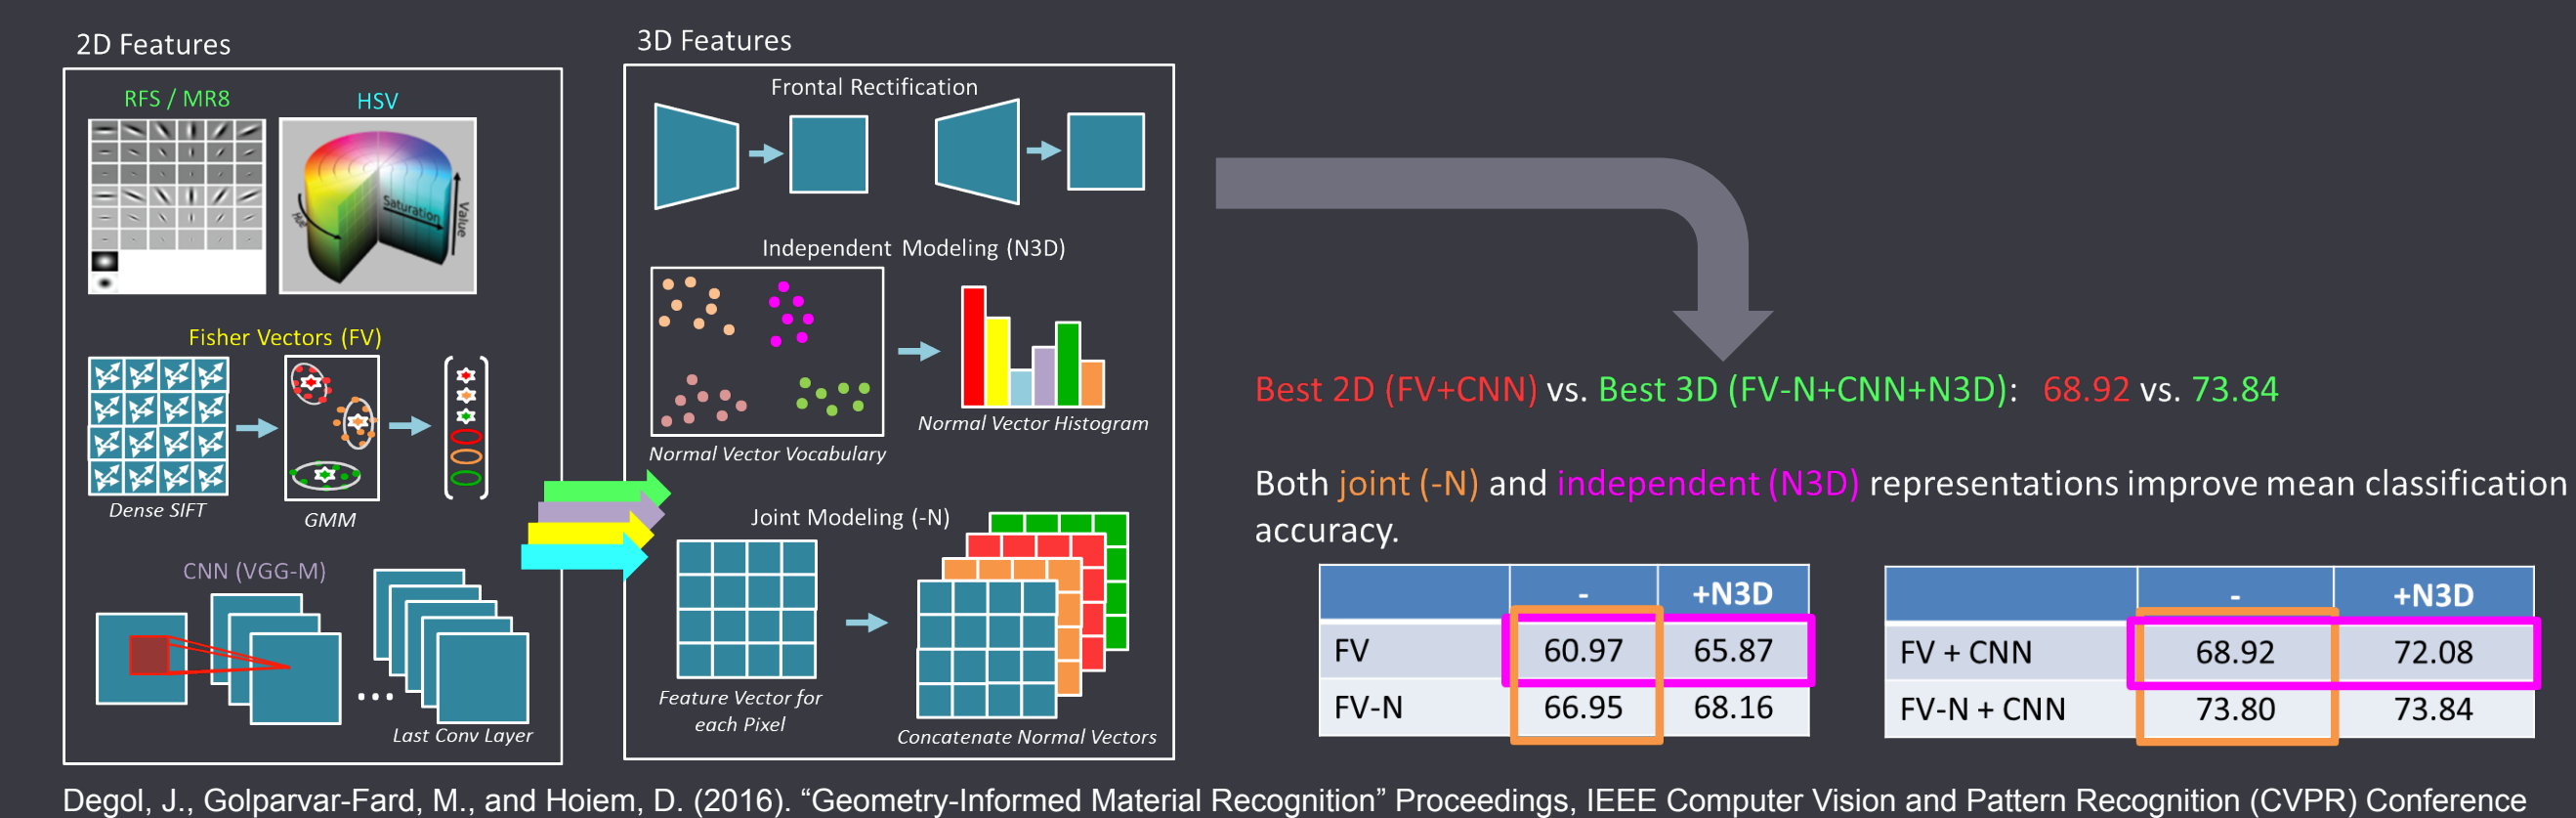 2D Features
RFS / MR8
HSV
Hue
Saturation
Value
Fisher Vectors (FV)
Dense SIFT
GMM
CNN (VGG-M)
...
Last Conv Layer
3D Features
Frontal Rectification
Independent Modeling (N3D)
Normal Vector Vocabulary
Normal Vector Histogram
Joint Modeling (-N)
Feature Vector for
each Pixel
Concatenate Normal Vectors
Best 2D (FV+CNN) vs. Best 3D (FV-N+CNN+N3D): 68.92 vs. 73.84
Both joint (-N) and independent (N3D) representations improve mean classification
accuracy.
- +N3D
FV 60.97 65.87
FV-N 66.95 68.16
- +N3D
FV + CNN 68.92 72.08
FV-N + CNN 73.80 73.84
Degol, J., Golparvar-Fard, M., and Hoiem, D. (2016). “Geometry-Informed Material Recognition” Proceedings, IEEE Computer Vision and Pattern Recognition (CVPR) Conference